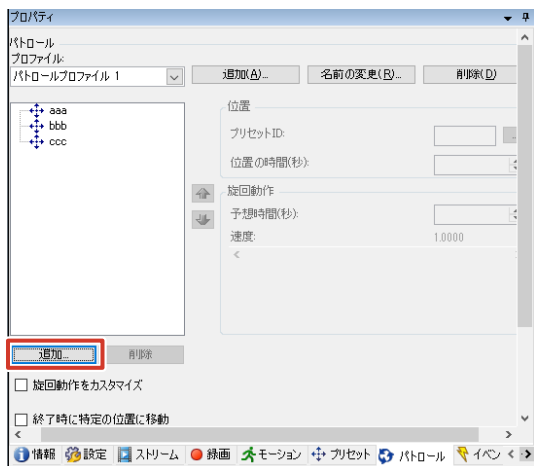 プロパティ
パトロール
プロファイル:
パトロールプロファイル 1
追加(A)... 名前の変更(R)... 削除(D)
aaa
bbb
ccc
位置
プリセットID:
...
位置の時間(秒):
旋回動作
予想時間(秒):
速度: 1.0000
追加... 削除
旋回動作をカスタマイズ
終了時に特定の位置に移動
情報 設定 ストリーム 録画 モーション プリセット パトロール イベン